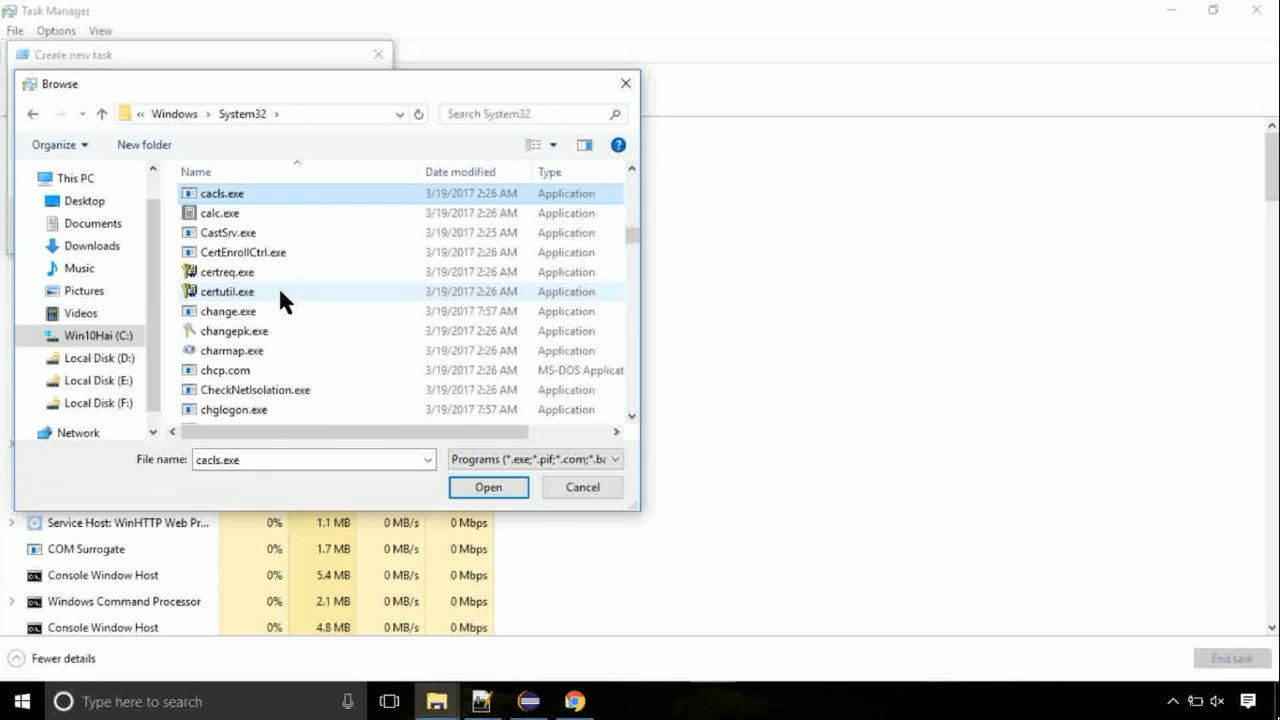 Task Manager
File Options View
Create new task
Browse
« Windows > System32 >
Search System32
Organize New folder
Name Date modified Type
This PC
Desktop
Documents
Downloads
Music
Pictures
Videos
Win10Hai (C:)
Local Disk (D:)
Local Disk (E:)
Local Disk (F:)
Network
cacls.exe 3/19/2017 2:26 AM Application
calc.exe 3/19/2017 2:26 AM Application
CastSrv.exe 3/19/2017 2:25 AM Application
CertEnrollCtrl.exe 3/19/2017 2:26 AM Application
certreq.exe 3/19/2017 2:26 AM Application
certutil.exe 3/19/2017 2:26 AM Application
change.exe 3/19/2017 7:57 AM Application
changepk.exe 3/19/2017 2:26 AM Application
charmap.exe 3/19/2017 2:26 AM Application
chcp.com 3/19/2017 2:26 AM MS-DOS Applicat
CheckNetIsolation.exe 3/19/2017 2:26 AM Application
chglogon.exe 3/19/2017 7:57 AM Application
File name: cacls.exe Programs (*.exe;*.pif;*.com;*.ba
Open Cancel
Service Host: WinHTTP Web Pr... 0% 1.1 MB 0 MB/s 0 Mbps
COM Surrogate 0% 1.7 MB 0 MB/s 0 Mbps
Console Window Host 0% 5.4 MB 0 MB/s 0 Mbps
Windows Command Processor 0% 2.1 MB 0 MB/s 0 Mbps
Console Window Host 0% 4.8 MB 0 MB/s 0 Mbps
Fewer details
End task
Type here to search